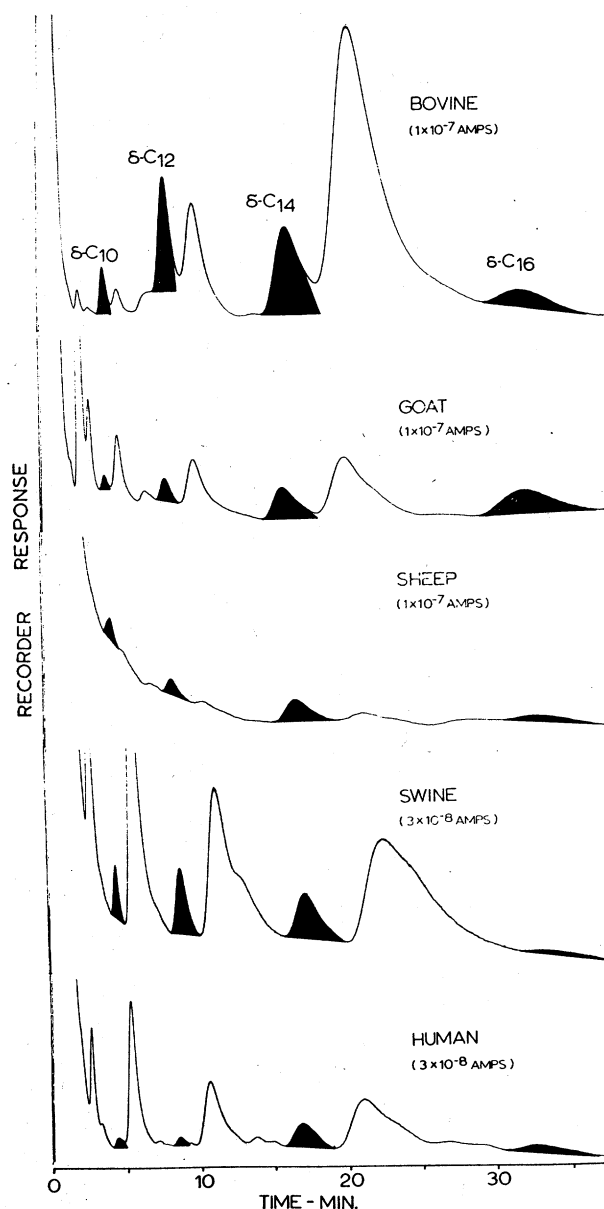 BOVINE
(1×10-7 AMPS)
δ-C10
δ-C12
δ-C14
δ-C16
GOAT
(1×10-7 AMPS)
SHEEP
(1×10-7 AMPS)
SWINE
(3×10-8 AMPS)
HUMAN
(3×10-8 AMPS)
RECORDER RESPONSE
0 10 20 30
TIME - MIN.